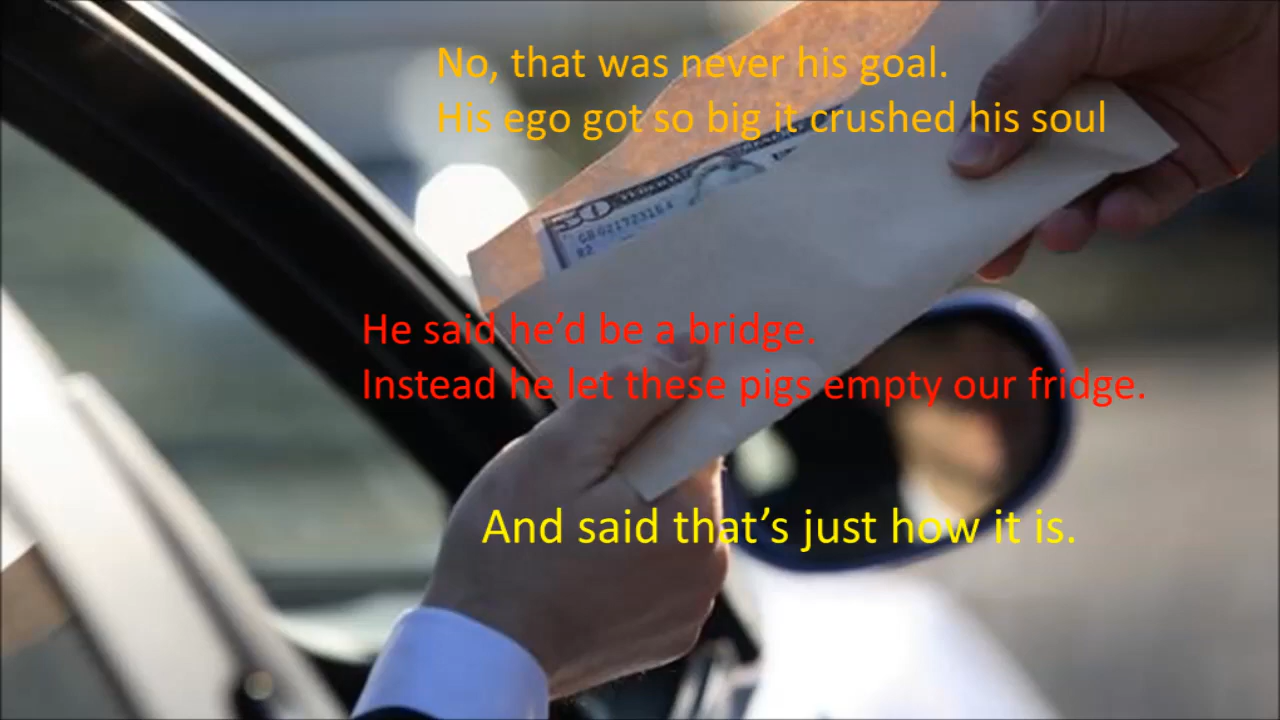 No, that was never his goal.
His ego got so big it crushed his soul
50
B2
He said he’d be a bridge.
Instead he let these pigs empty our fridge.
And said that’s just how it is.